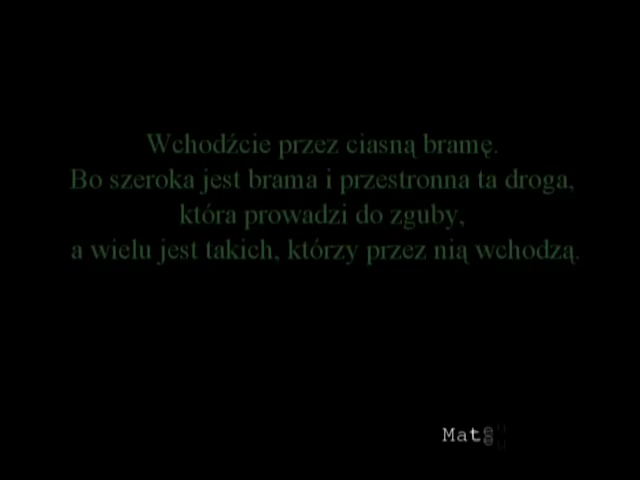 Wchodźcie przez ciasną bramę.
Bo szeroka jest brama i przestronna ta droga,
która prowadzi do zguby,
a wielu jest takich, którzy przez nią wchodzą.
Mat